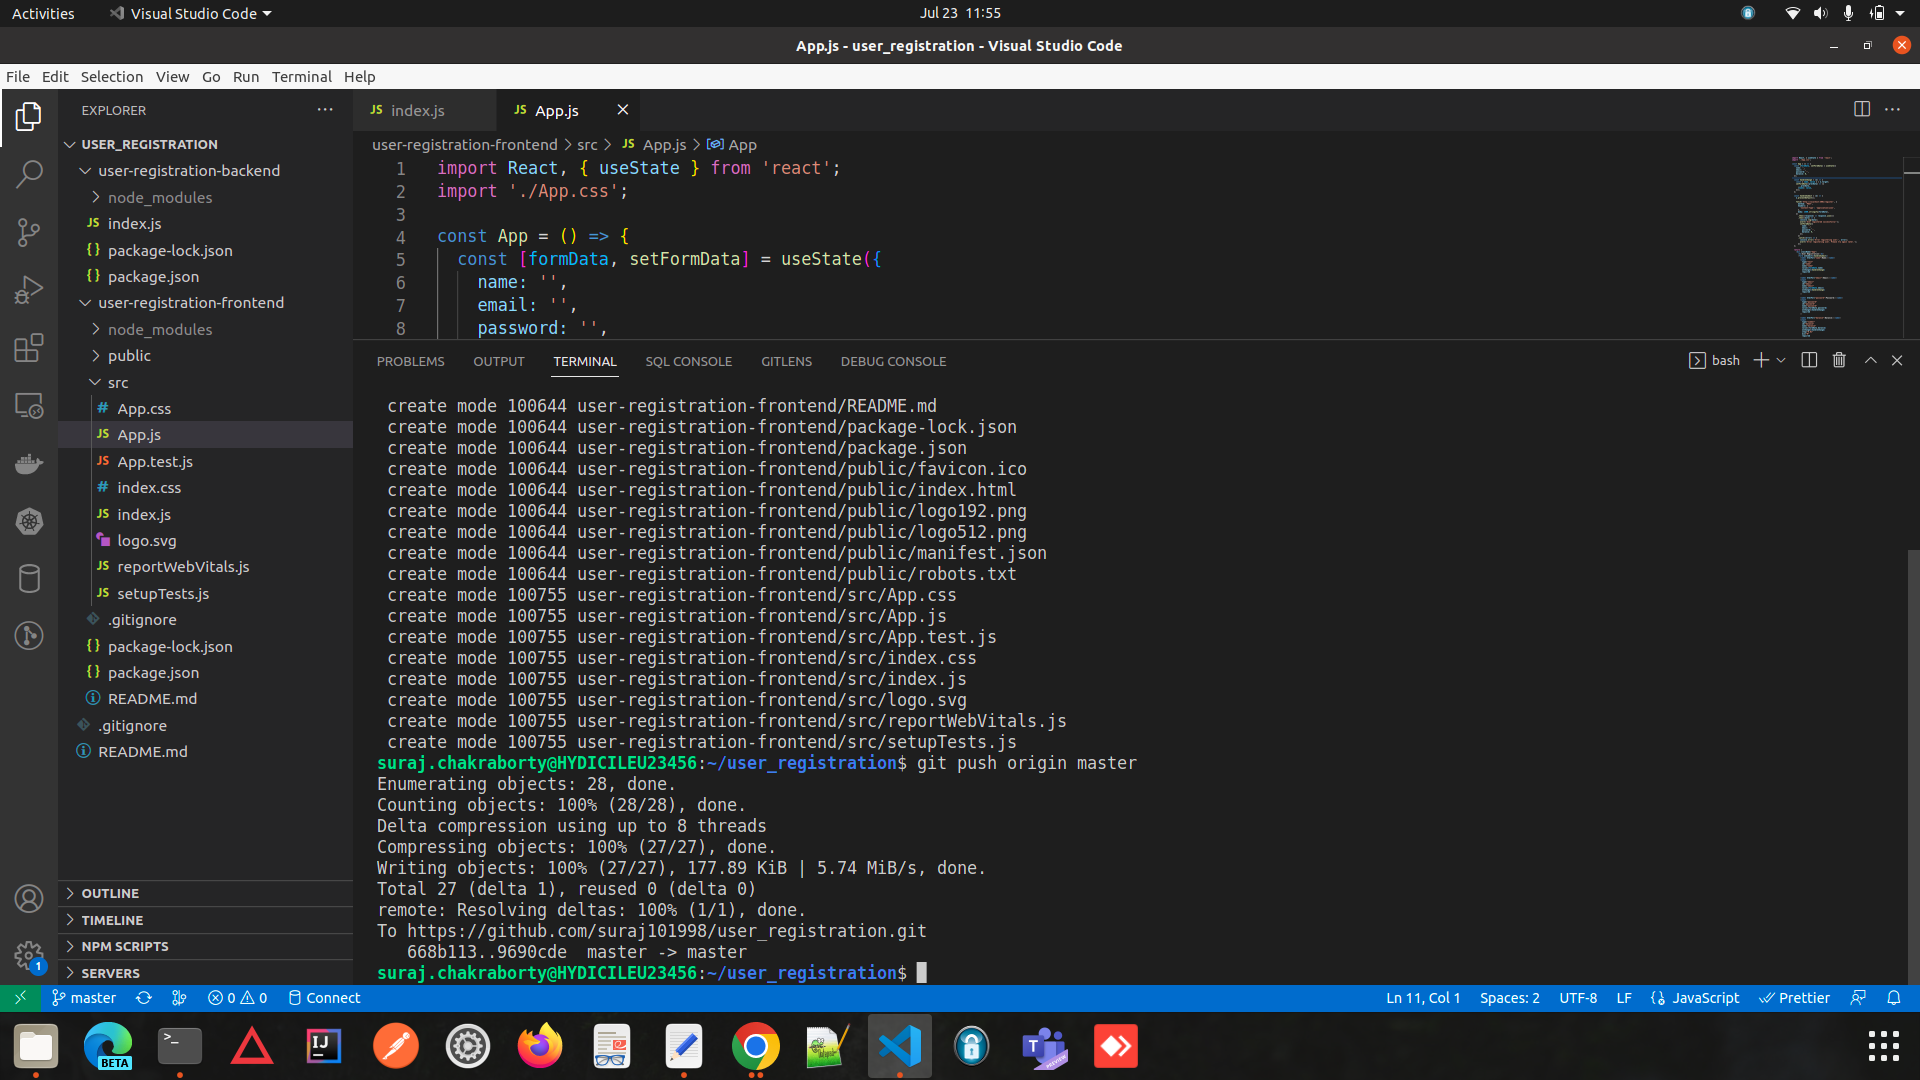 Activities
Visual Studio Code
Jul 23 11:55
App.js - user_registration - Visual Studio Code
File Edit Selection View Go Run Terminal Help
EXPLORER
USER_REGISTRATION
user-registration-backend
node_modules
JS index.js
{} package-lock.json
{} package.json
user-registration-frontend
node_modules
public
src
# App.css
JS App.js
JS App.test.js
# index.css
JS index.js
logo.svg
JS reportWebVitals.js
JS setupTests.js
.gitignore
{} package-lock.json
{} package.json
README.md
.gitignore
README.md
OUTLINE
TIMELINE
NPM SCRIPTS
SERVERS
JS index.js
JS App.js
user-registration-frontend > src > JS App.js > App
1 import React, { useState } from 'react';
2 import './App.css';
3
4 const App = () => {
5 const [formData, setFormData] = useState({
6 name: '',
7 email: '',
8 password: '',
PROBLEMS OUTPUT TERMINAL SQL CONSOLE GITLENS DEBUG CONSOLE
bash
create mode 100644 user-registration-frontend/README.md
create mode 100644 user-registration-frontend/package-lock.json
create mode 100644 user-registration-frontend/package.json
create mode 100644 user-registration-frontend/public/favicon.ico
create mode 100644 user-registration-frontend/public/index.html
create mode 100644 user-registration-frontend/public/logo192.png
create mode 100644 user-registration-frontend/public/logo512.png
create mode 100644 user-registration-frontend/public/manifest.json
create mode 100644 user-registration-frontend/public/robots.txt
create mode 100755 user-registration-frontend/src/App.css
create mode 100755 user-registration-frontend/src/App.js
create mode 100755 user-registration-frontend/src/App.test.js
create mode 100755 user-registration-frontend/src/index.css
create mode 100755 user-registration-frontend/src/index.js
create mode 100755 user-registration-frontend/src/logo.svg
create mode 100755 user-registration-frontend/src/reportWebVitals.js
create mode 100755 user-registration-frontend/src/setupTests.js
suraj.chakraborty@HYDICILEU23456:~/user_registration$ git push origin master
Enumerating objects: 28, done.
Counting objects: 100% (28/28), done.
Delta compression using up to 8 threads
Compressing objects: 100% (27/27), done.
Writing objects: 100% (27/27), 177.89 KiB | 5.74 MiB/s, done.
Total 27 (delta 1), reused 0 (delta 0)
remote: Resolving deltas: 100% (1/1), done.
To https://github.com/suraj101998/user_registration.git
668b113..9690cde master -> master
suraj.chakraborty@HYDICILEU23456:~/user_registration$
1
master
0 0
Connect
Ln 11, Col 1
Spaces: 2
UTF-8
LF
{} JavaScript
Prettier
BETA
>_
IJ
T
PREVIEW